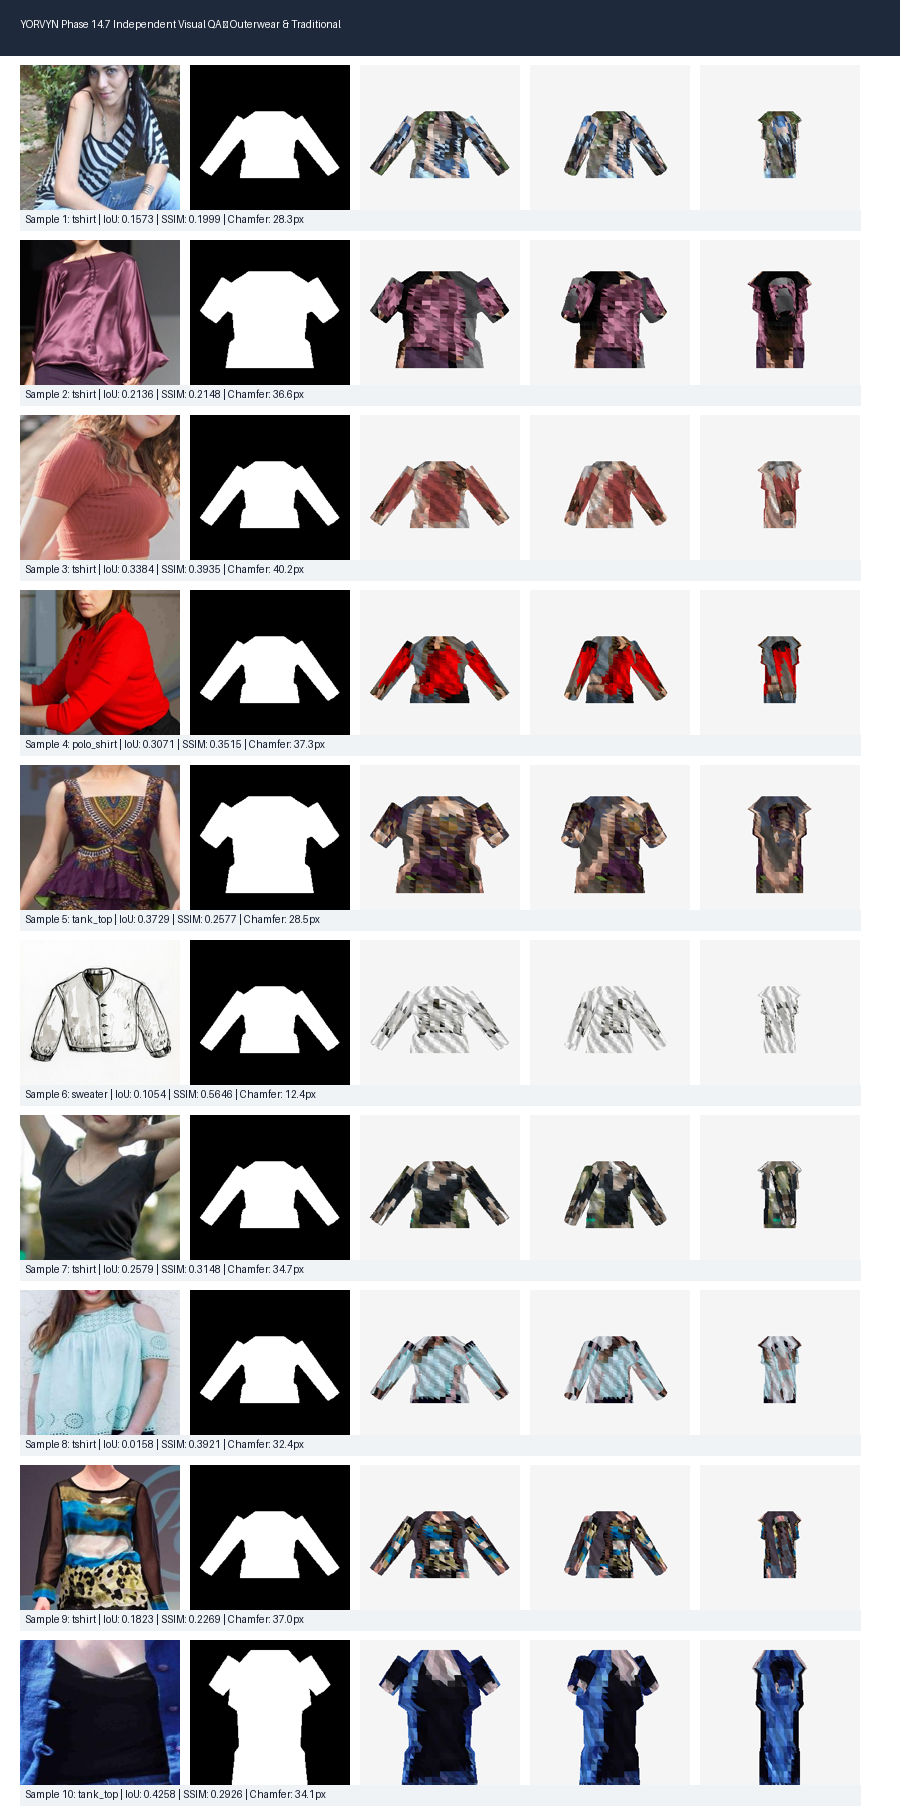 YORVYN Phase 14.7 Independent Visual QA Outerwear & Traditional
Sample 1: tshirt | IoU: 0.1573 | SSIM: 0.1999 | Chamfer: 28.3px
Sample 2: tshirt | IoU: 0.2136 | SSIM: 0.2148 | Chamfer: 36.6px
Sample 3: tshirt | IoU: 0.3384 | SSIM: 0.3935 | Chamfer: 40.2px
Sample 4: polo_shirt | IoU: 0.3071 | SSIM: 0.3515 | Chamfer: 37.3px
Sample 5: tank_top | IoU: 0.3729 | SSIM: 0.2577 | Chamfer: 28.5px
Sample 6: sweater | IoU: 0.1054 | SSIM: 0.5646 | Chamfer: 12.4px
Sample 7: tshirt | IoU: 0.2579 | SSIM: 0.3148 | Chamfer: 34.7px
Sample 8: tshirt | IoU: 0.0158 | SSIM: 0.3921 | Chamfer: 32.4px
Sample 9: tshirt | IoU: 0.1823 | SSIM: 0.2269 | Chamfer: 37.0px
Sample 10: tank_top | IoU: 0.4258 | SSIM: 0.2926 | Chamfer: 34.1px